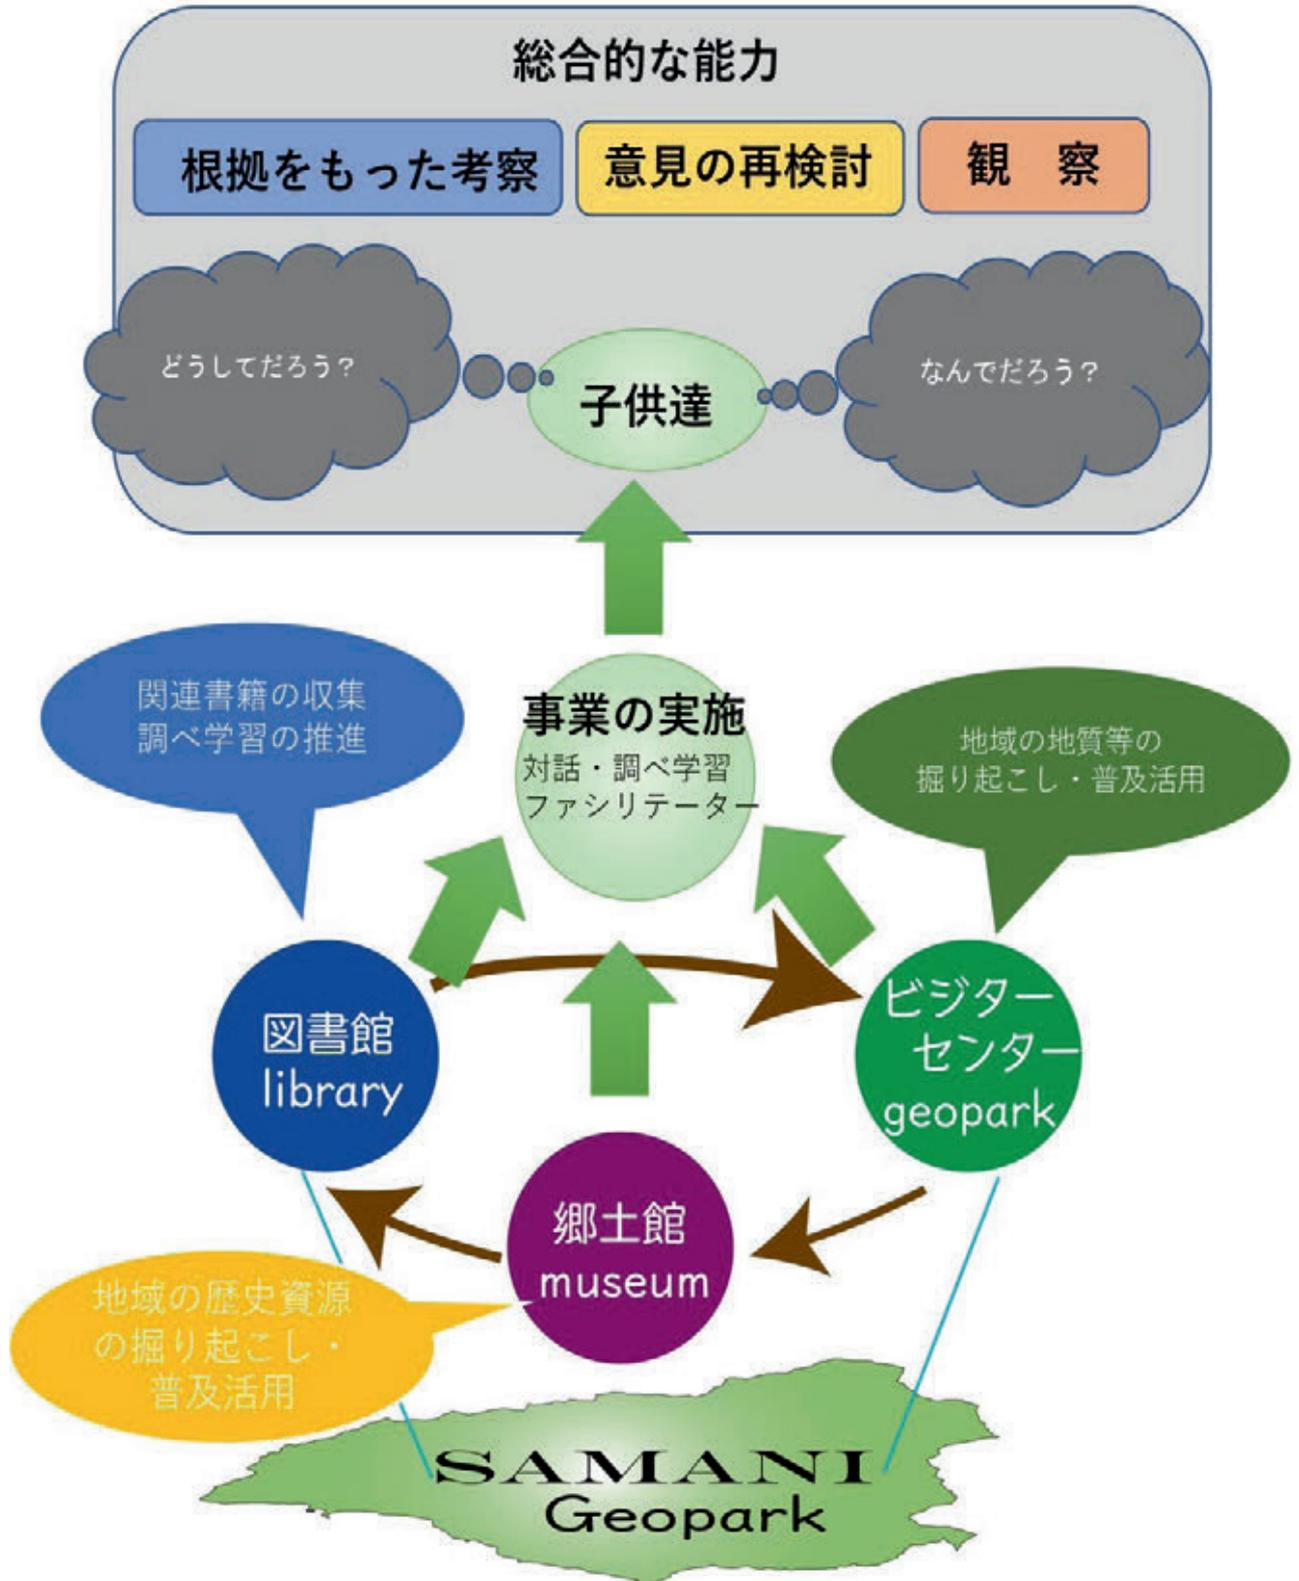 総合的な能力
根拠をもった考察
意見の再検討
観　察
どうしてだろう？
子供達
なんでだろう？
事業の実施
対話・調べ学習
ファシリテーター
関連書籍の収集
調べ学習の推進
地域の地質等の
掘り起こし・普及活用
図書館
library
ビジター
センター
geopark
郷土館
museum
地域の歴史資源
の掘り起こし・
普及活用
SAMANI
Geopark